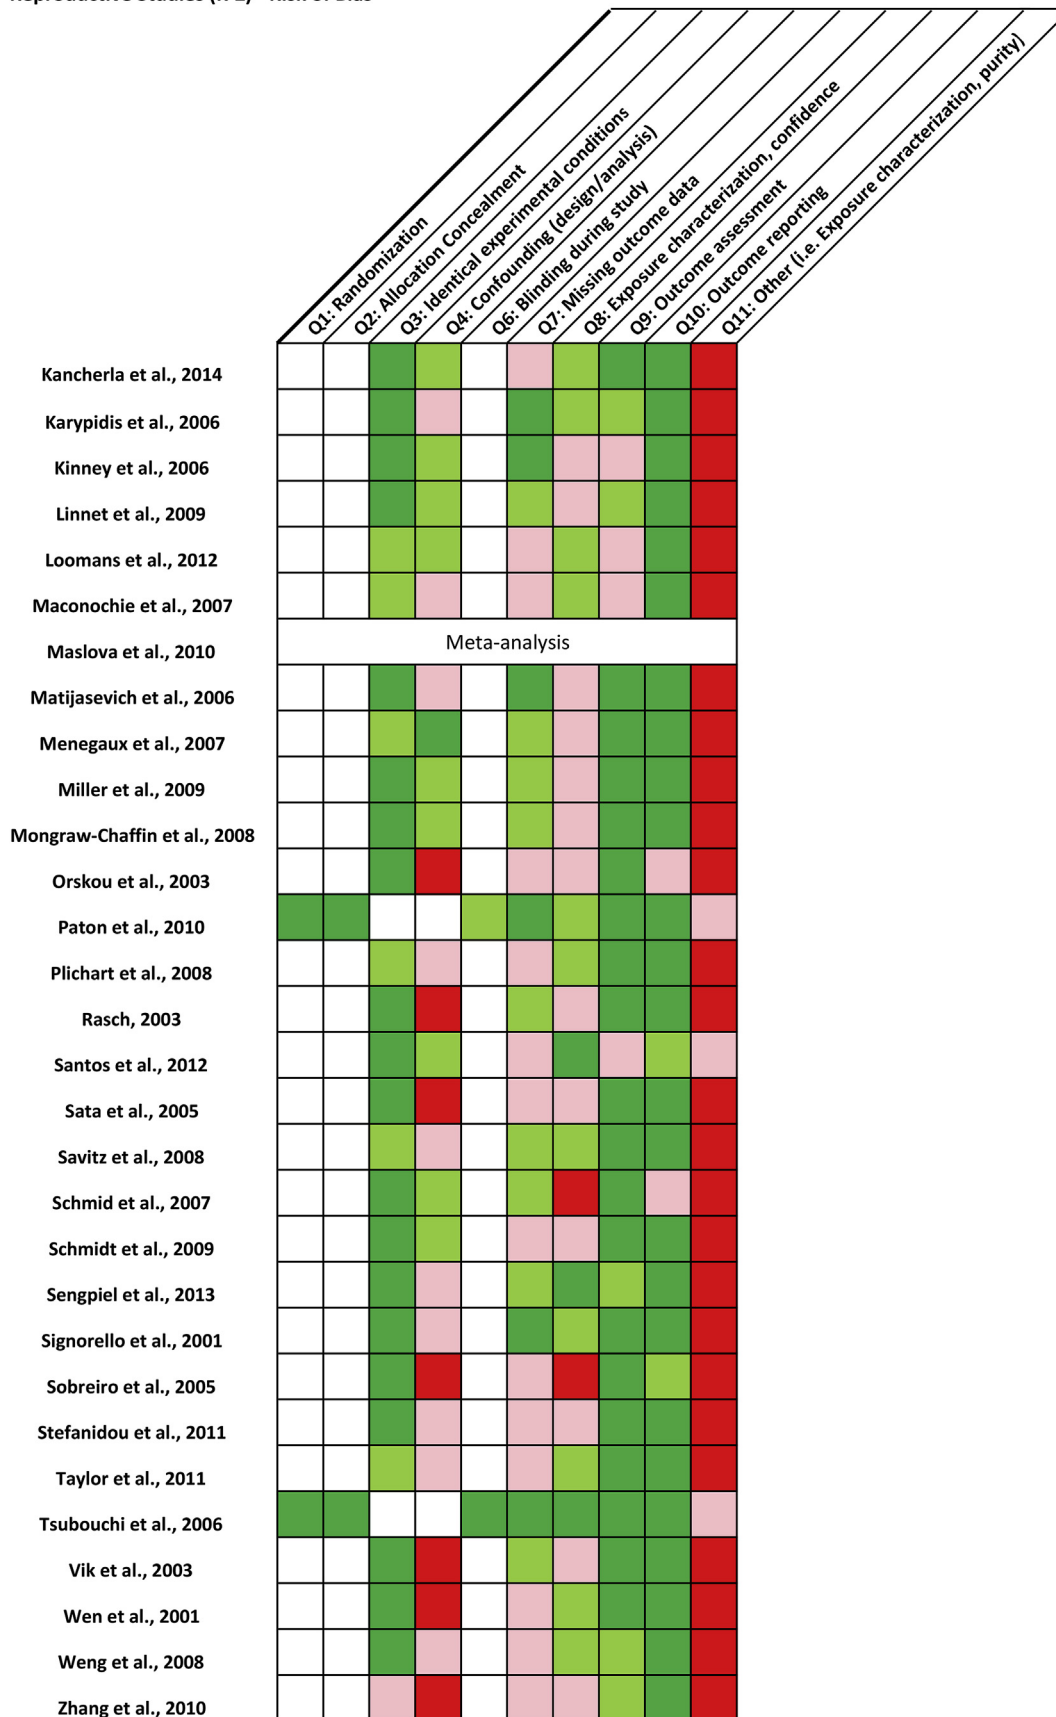 Q1: Randomization
Q2: Allocation Concealment
Q3: Identical experimental conditions
Q4: Confounding (design/analysis)
Q6: Blinding during study
Q7: Missing outcome data
Q8: Exposure characterization, confidence
Q9: Outcome assessment
Q10: Outcome reporting
Q11: Other (i.e. Exposure characterization, purity)
Kancherla et al., 2014
Karypidis et al., 2006
Kinney et al., 2006
Linnet et al., 2009
Loomans et al., 2012
Maconochie et al., 2007
Meta-analysis
Maslova et al., 2010
Matijasevich et al., 2006
Menegaux et al., 2007
Miller et al., 2009
Mongraw-Chaffin et al., 2008
Orskou et al., 2003
Paton et al., 2010
Plichart et al., 2008
Rasch, 2003
Santos et al., 2012
Sata et al., 2005
Savitz et al., 2008
Schmid et al., 2007
Schmidt et al., 2009
Sengpiel et al., 2013
Signorello et al., 2001
Sobreiro et al., 2005
Stefanidou et al., 2011
Taylor et al., 2011
Tsubouchi et al., 2006
Vik et al., 2003
Wen et al., 2001
Weng et al., 2008
Zhang et al., 2010